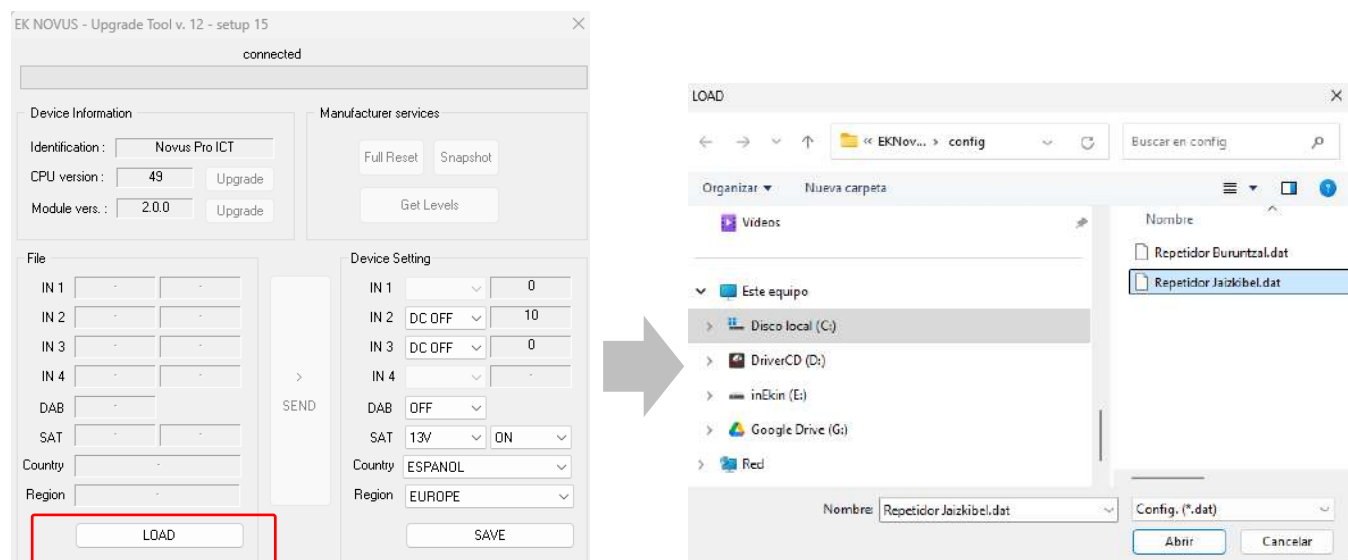 EK NOVUS - Upgrade Tool v. 12 - setup 15
connected
Device Information
Identification : Novus Pro ICT
CPU version : 49 Upgrade
Module vers. : 2.0.0 Upgrade
Manufacturer services
Full Reset Snapshot
Get Levels
File
IN 1 - -
IN 2 - -
IN 3 - -
IN 4 - -
DAB -
SAT - -
Country -
Region -
LOAD
>
SEND
Device Setting
IN 1 0
IN 2 DC OFF 10
IN 3 DC OFF 0
IN 4 -
DAB OFF
SAT 13V ON
Country ESPANOL
Region EUROPE
SAVE
LOAD
« EKNov... > config
Buscar en config
Organizar Nueva carpeta
Vídeos
Este equipo
Disco local (C:)
DriverCD (D:)
inEkin (E:)
Google Drive (G:)
Red
Nombre
Repetidor Buruntzal.dat
Repetidor Jaizkibel.dat
Nombre: Repetidor Jaizkibel.dat
Config. (*.dat)
Abrir Cancelar